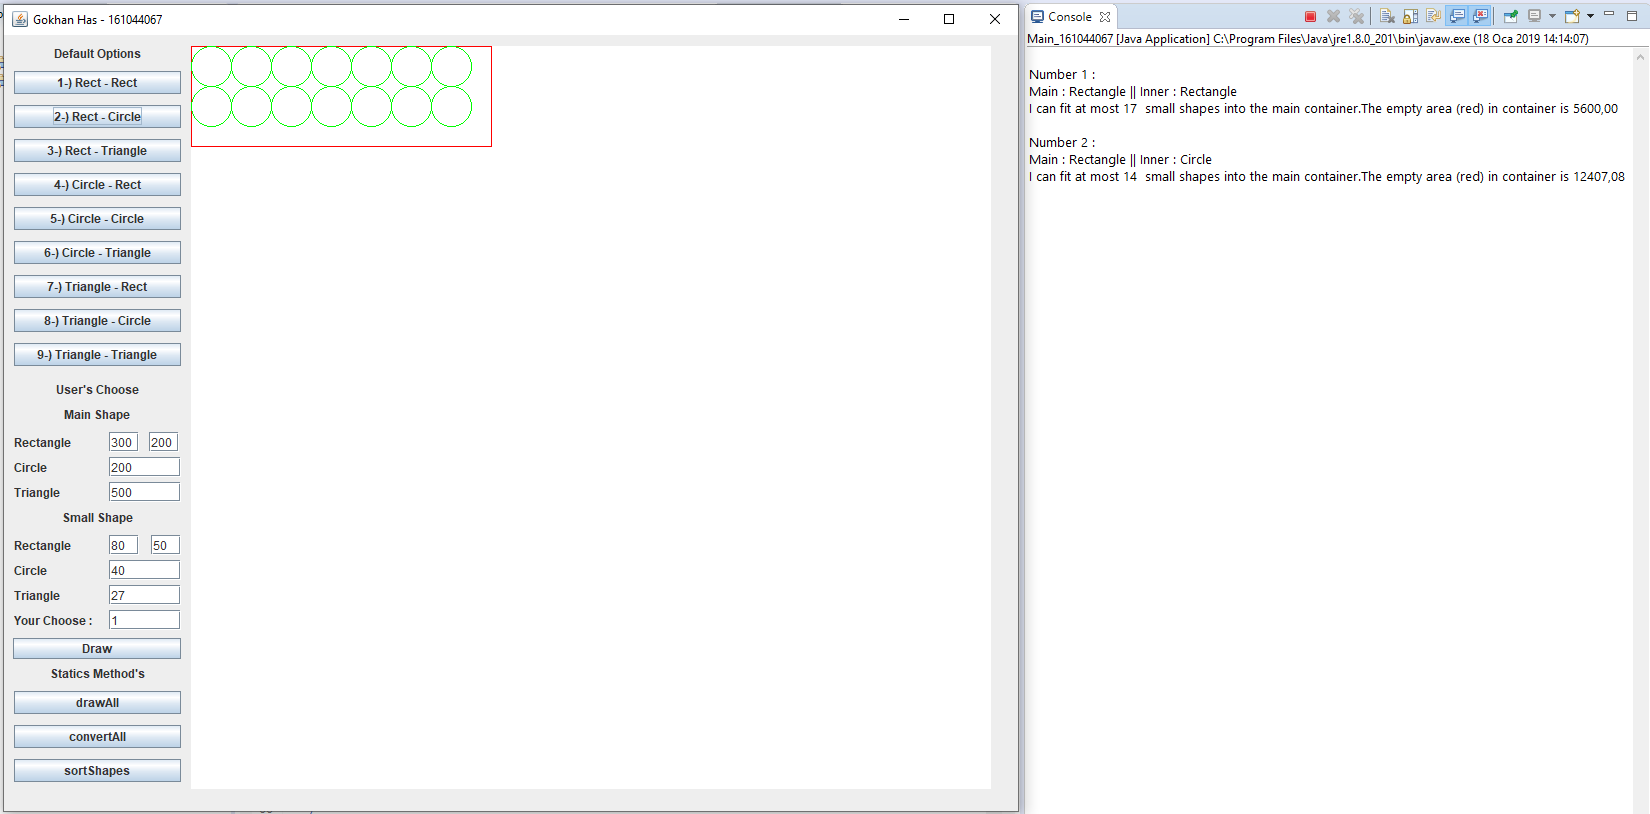 Gokhan Has - 161044067
Default Options
1-) Rect - Rect
2-) Rect - Circle
3-) Rect - Triangle
4-) Circle - Rect
5-) Circle - Circle
6-) Circle - Triangle
7-) Triangle - Rect
8-) Triangle - Circle
9-) Triangle - Triangle
User's Choose
Main Shape
Rectangle 300 200
Circle 200
Triangle 500
Small Shape
Rectangle 80 50
Circle 40
Triangle 27
Your Choose : 1
Draw
Statics Method's
drawAll
convertAll
sortShapes
Console
Main_161044067 [Java Application] C:\Program Files\Java\jre1.8.0_201\bin\javaw.exe (18 Oca 2019 14:14:07)
Number 1 :
Main : Rectangle || Inner : Rectangle
I can fit at most 17  small shapes into the main container.The empty area (red) in container is 5600,00
Number 2 :
Main : Rectangle || Inner : Circle
I can fit at most 14  small shapes into the main container.The empty area (red) in container is 12407,08